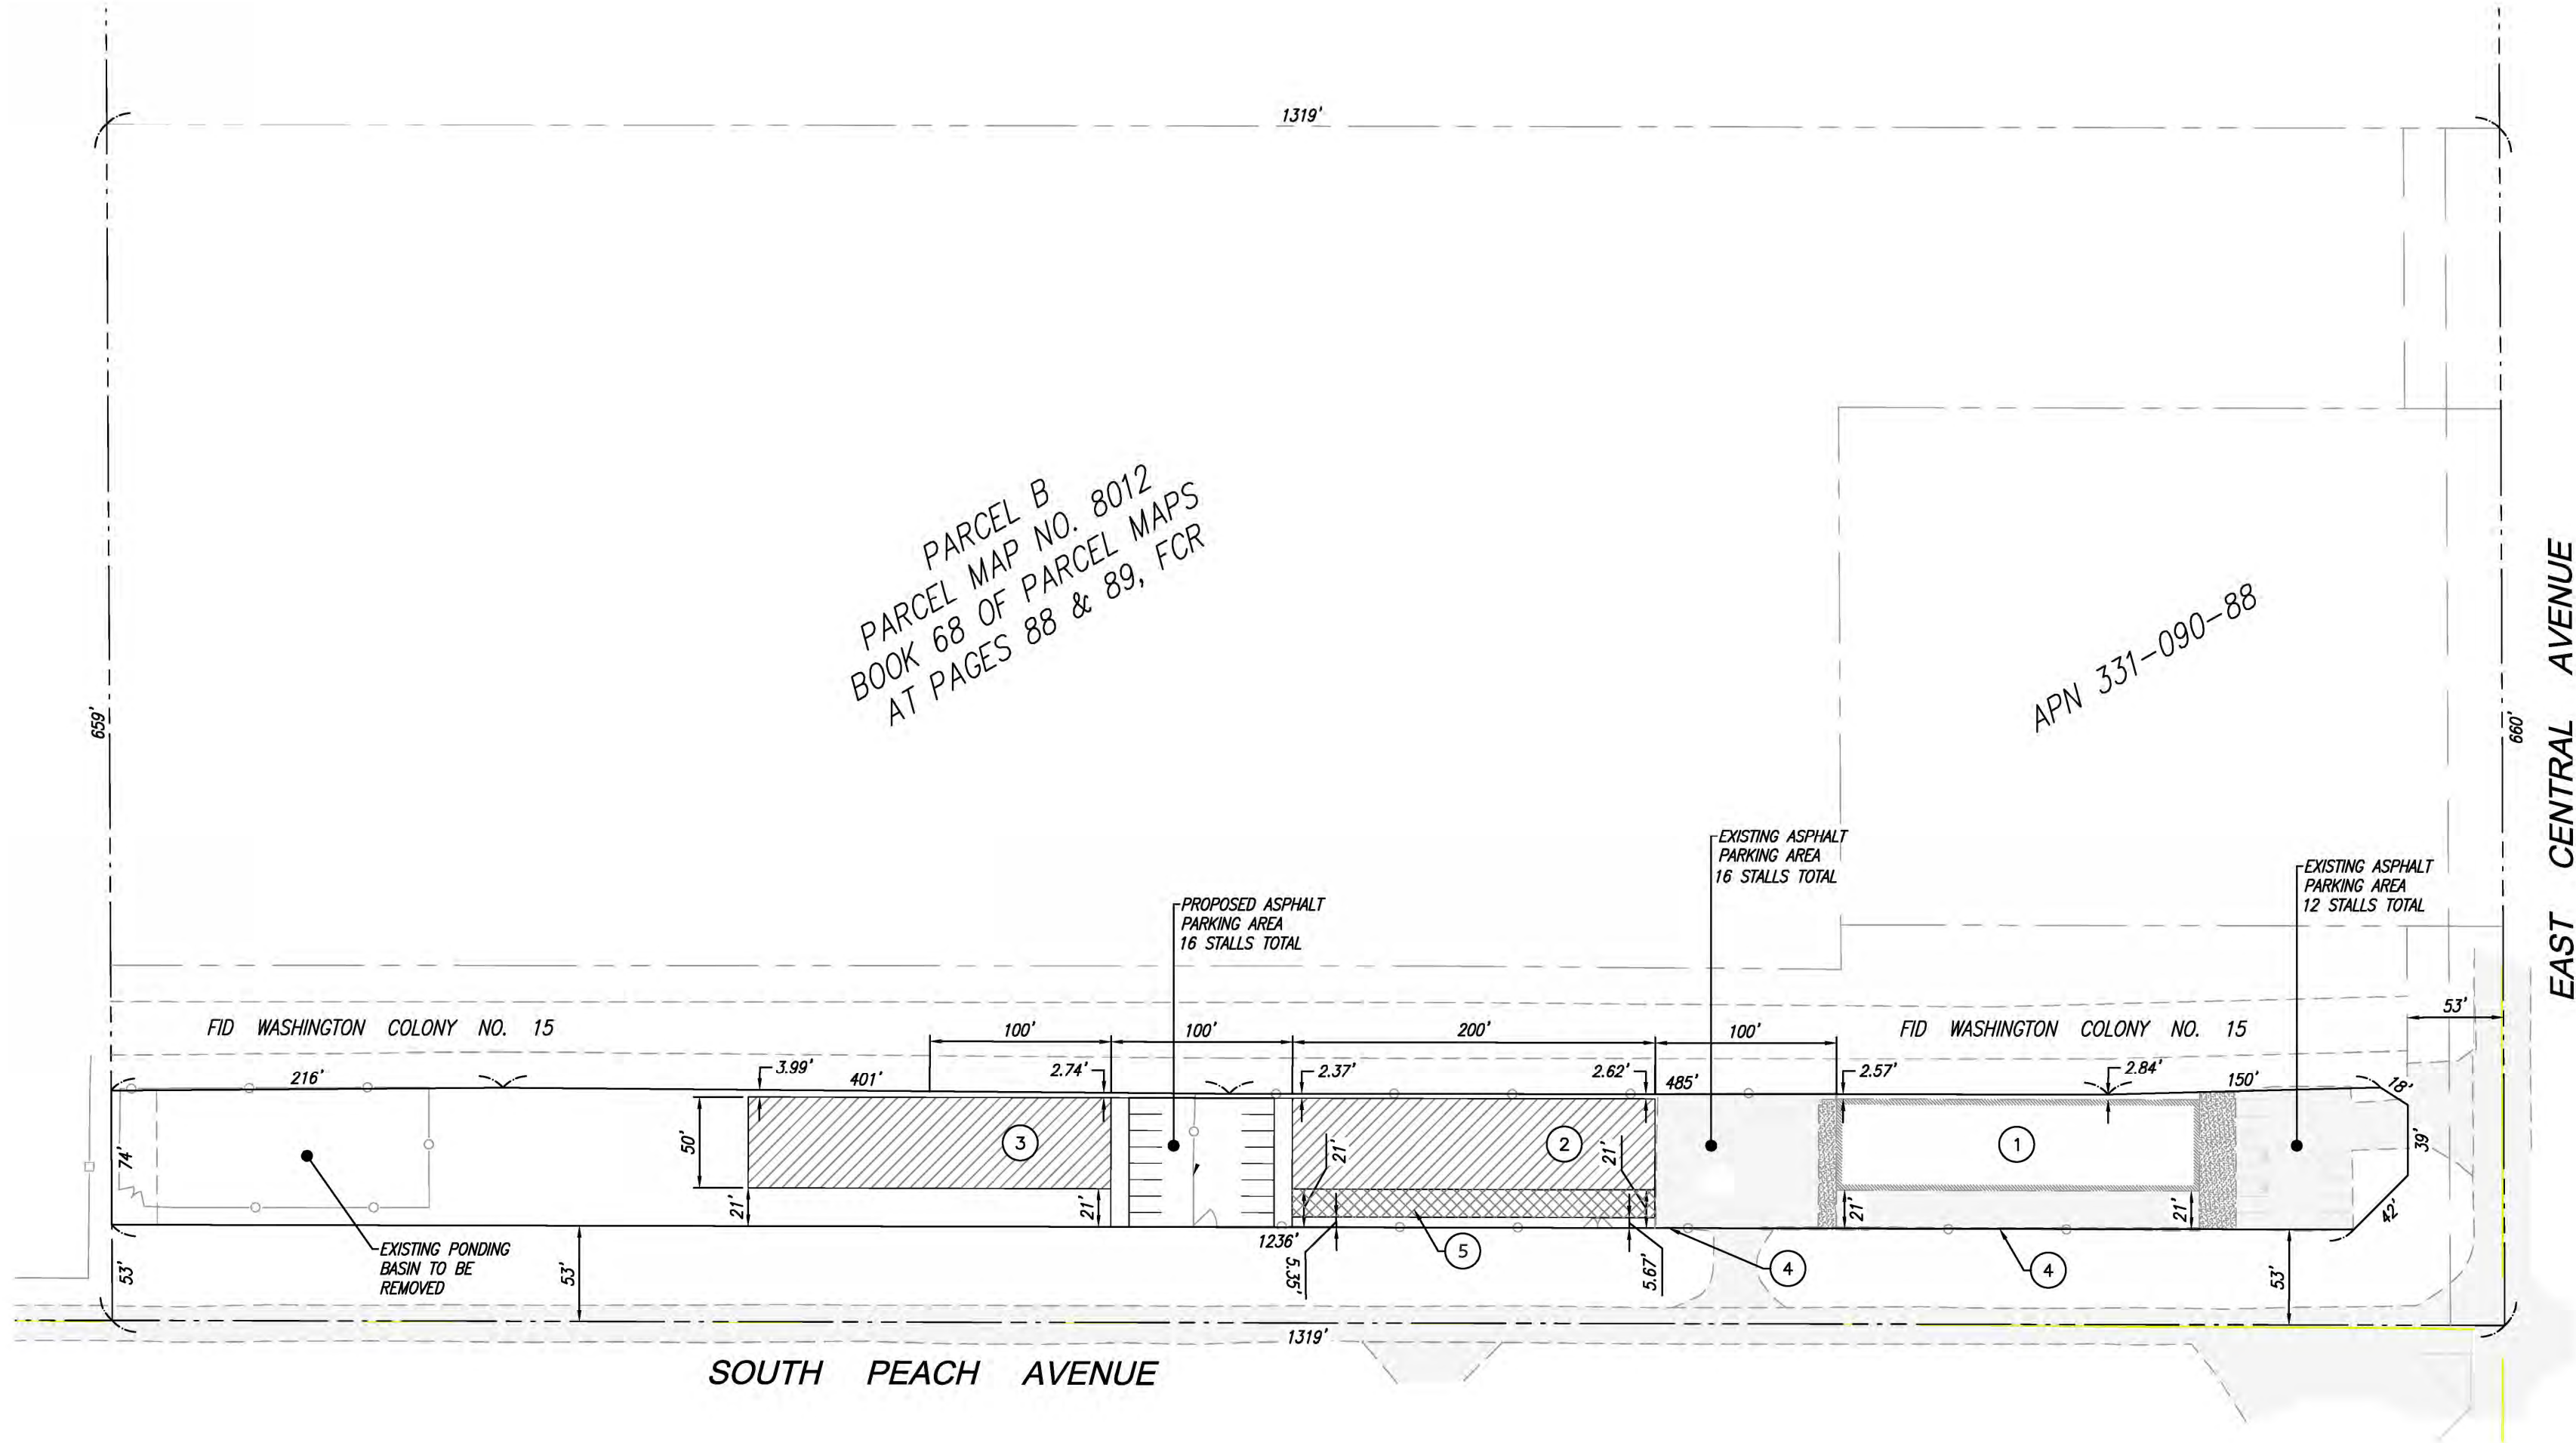 1319'
PARCEL B
PARCEL MAP NO. 8012
BOOK 68 OF PARCEL MAPS
AT PAGES 88 & 89, FCR
APN 331-090-88
EAST CENTRAL AVENUE
659'
660'
EXISTING ASPHALT
PARKING AREA
16 STALLS TOTAL
EXISTING ASPHALT
PARKING AREA
12 STALLS TOTAL
PROPOSED ASPHALT
PARKING AREA
16 STALLS TOTAL
FID WASHINGTON COLONY NO. 15
100'
100'
200'
100'
FID WASHINGTON COLONY NO. 15
53'
216'
3.99'
401'
2.74'
2.37'
2.62'
485'
2.57'
2.84'
150'
18'
74'
50'
3
2
1
39'
21'
21'
21'
21'
21'
21'
42'
EXISTING PONDING
BASIN TO BE
REMOVED
53'
53'
1236'
5.35'
5
5.67'
4
4
53'
1319'
SOUTH PEACH AVENUE